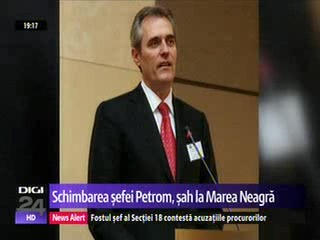 19:17
Schimbarea șefei Petrom, șah la Marea Neagră
DIGI
24
HD
News Alert
Fostul șef al Secției 18 contestă acuzațiile procurorilor